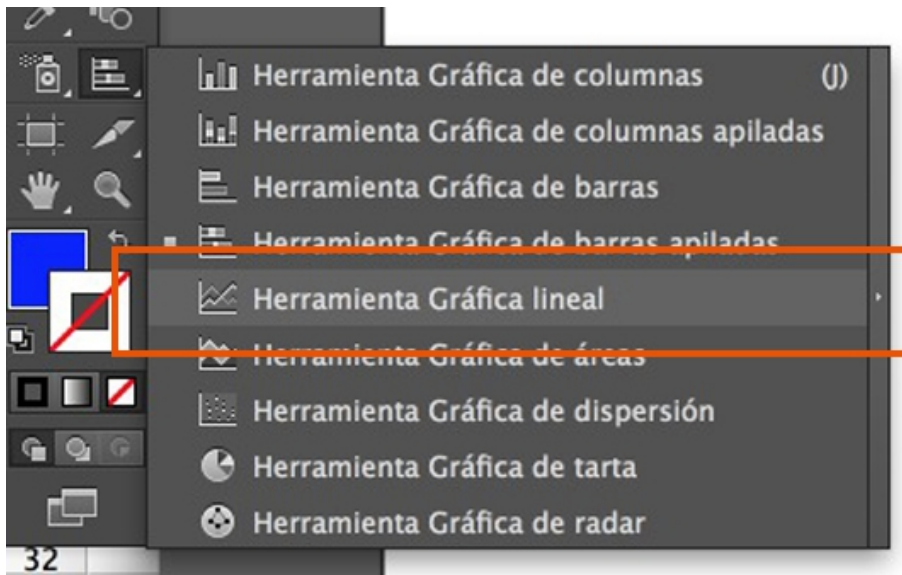 Herramienta Gráfica de columnas (J)
Herramienta Gráfica de columnas apiladas
Herramienta Gráfica de barras
Herramienta Gráfica de barras apiladas
Herramienta Gráfica lineal
Herramienta Gráfica de áreas
Herramienta Gráfica de dispersión
Herramienta Gráfica de tarta
Herramienta Gráfica de radar
32